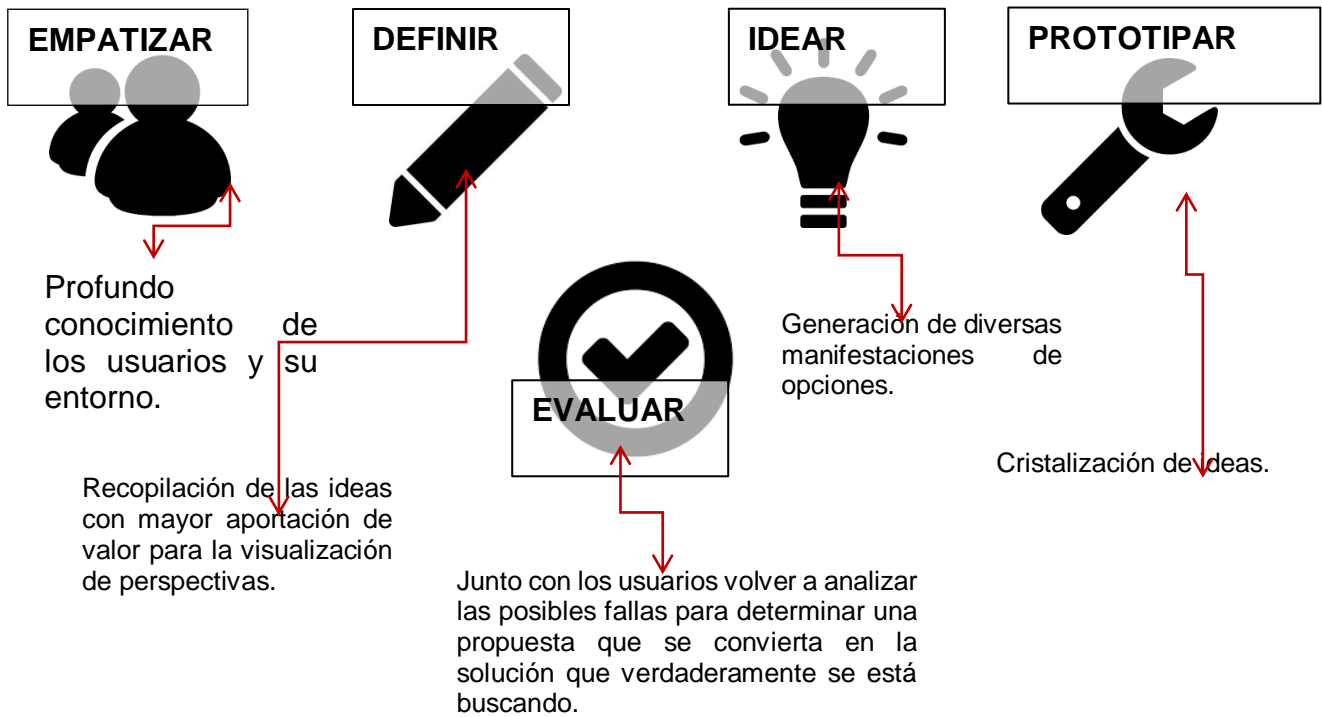 EMPATIZAR
DEFINIR
IDEAR
PROTOTIPAR
Profundo
conocimiento de
los usuarios y su
entorno.
Recopilación de las ideas
con mayor aportación de
valor para la visualización
de perspectivas.
EVALUAR
Junto con los usuarios volver a analizar
las posibles fallas para determinar una
propuesta que se convierta en la
solución que verdaderamente se está
buscando.
Generación de diversas
manifestaciones de
opciones.
Cristalización de ideas.